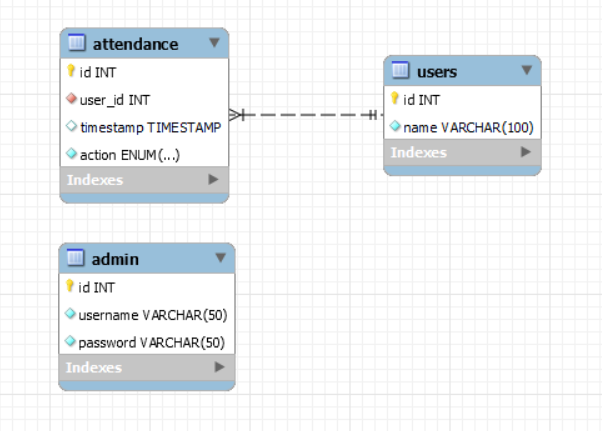 attendance
id INT
user_id INT
timestamp TIMESTAMP
action ENUM(...)
Indexes
users
id INT
name VARCHAR(100)
Indexes
admin
id INT
username VARCHAR(50)
password VARCHAR(50)
Indexes